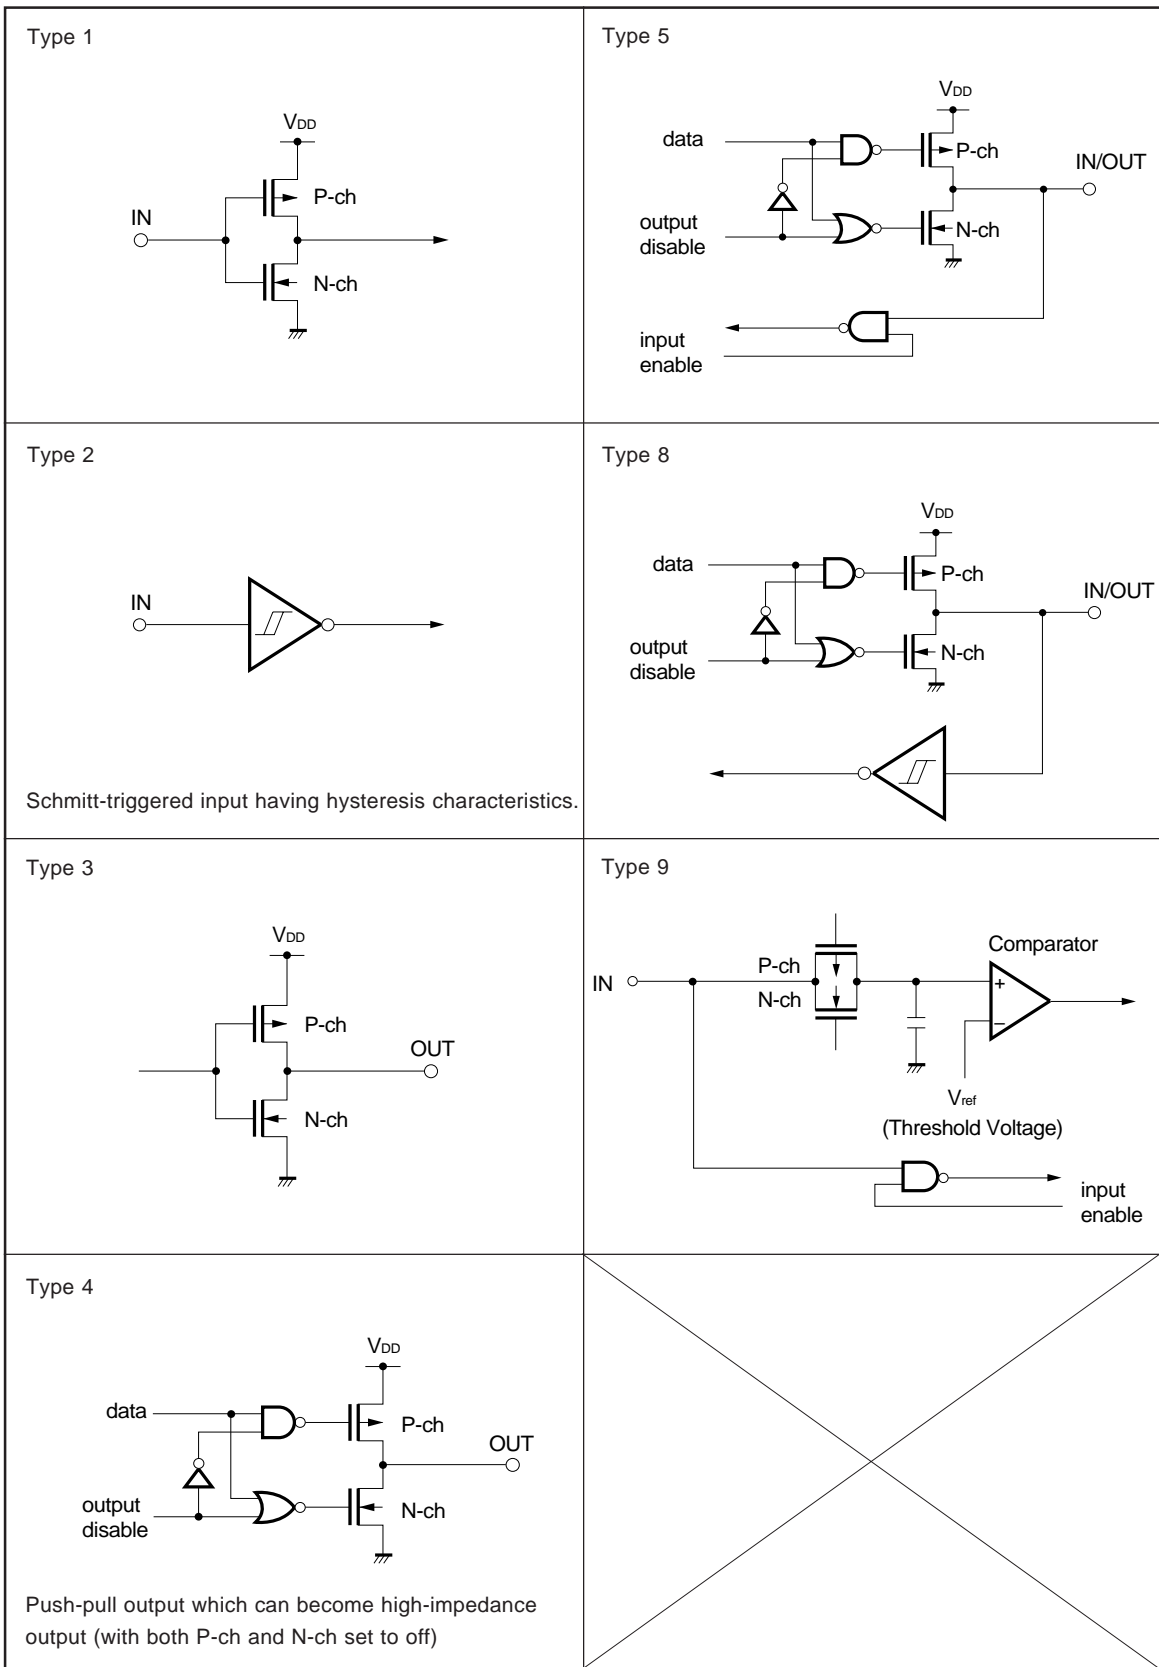 Type 1
VDD
P-ch
IN
N-ch
Type 5
VDD
data
P-ch
IN/OUT
output
disable
N-ch
input
enable
Type 2
IN
Schmitt-triggered input having hysteresis characteristics.
Type 8
VDD
data
P-ch
IN/OUT
output
disable
N-ch
Type 3
VDD
P-ch
OUT
N-ch
Type 9
Comparator
P-ch
IN
N-ch
+
−
Vref
(Threshold Voltage)
input
enable
Type 4
VDD
data
P-ch
OUT
output
disable
N-ch
Push-pull output which can become high-impedance
output (with both P-ch and N-ch set to off)